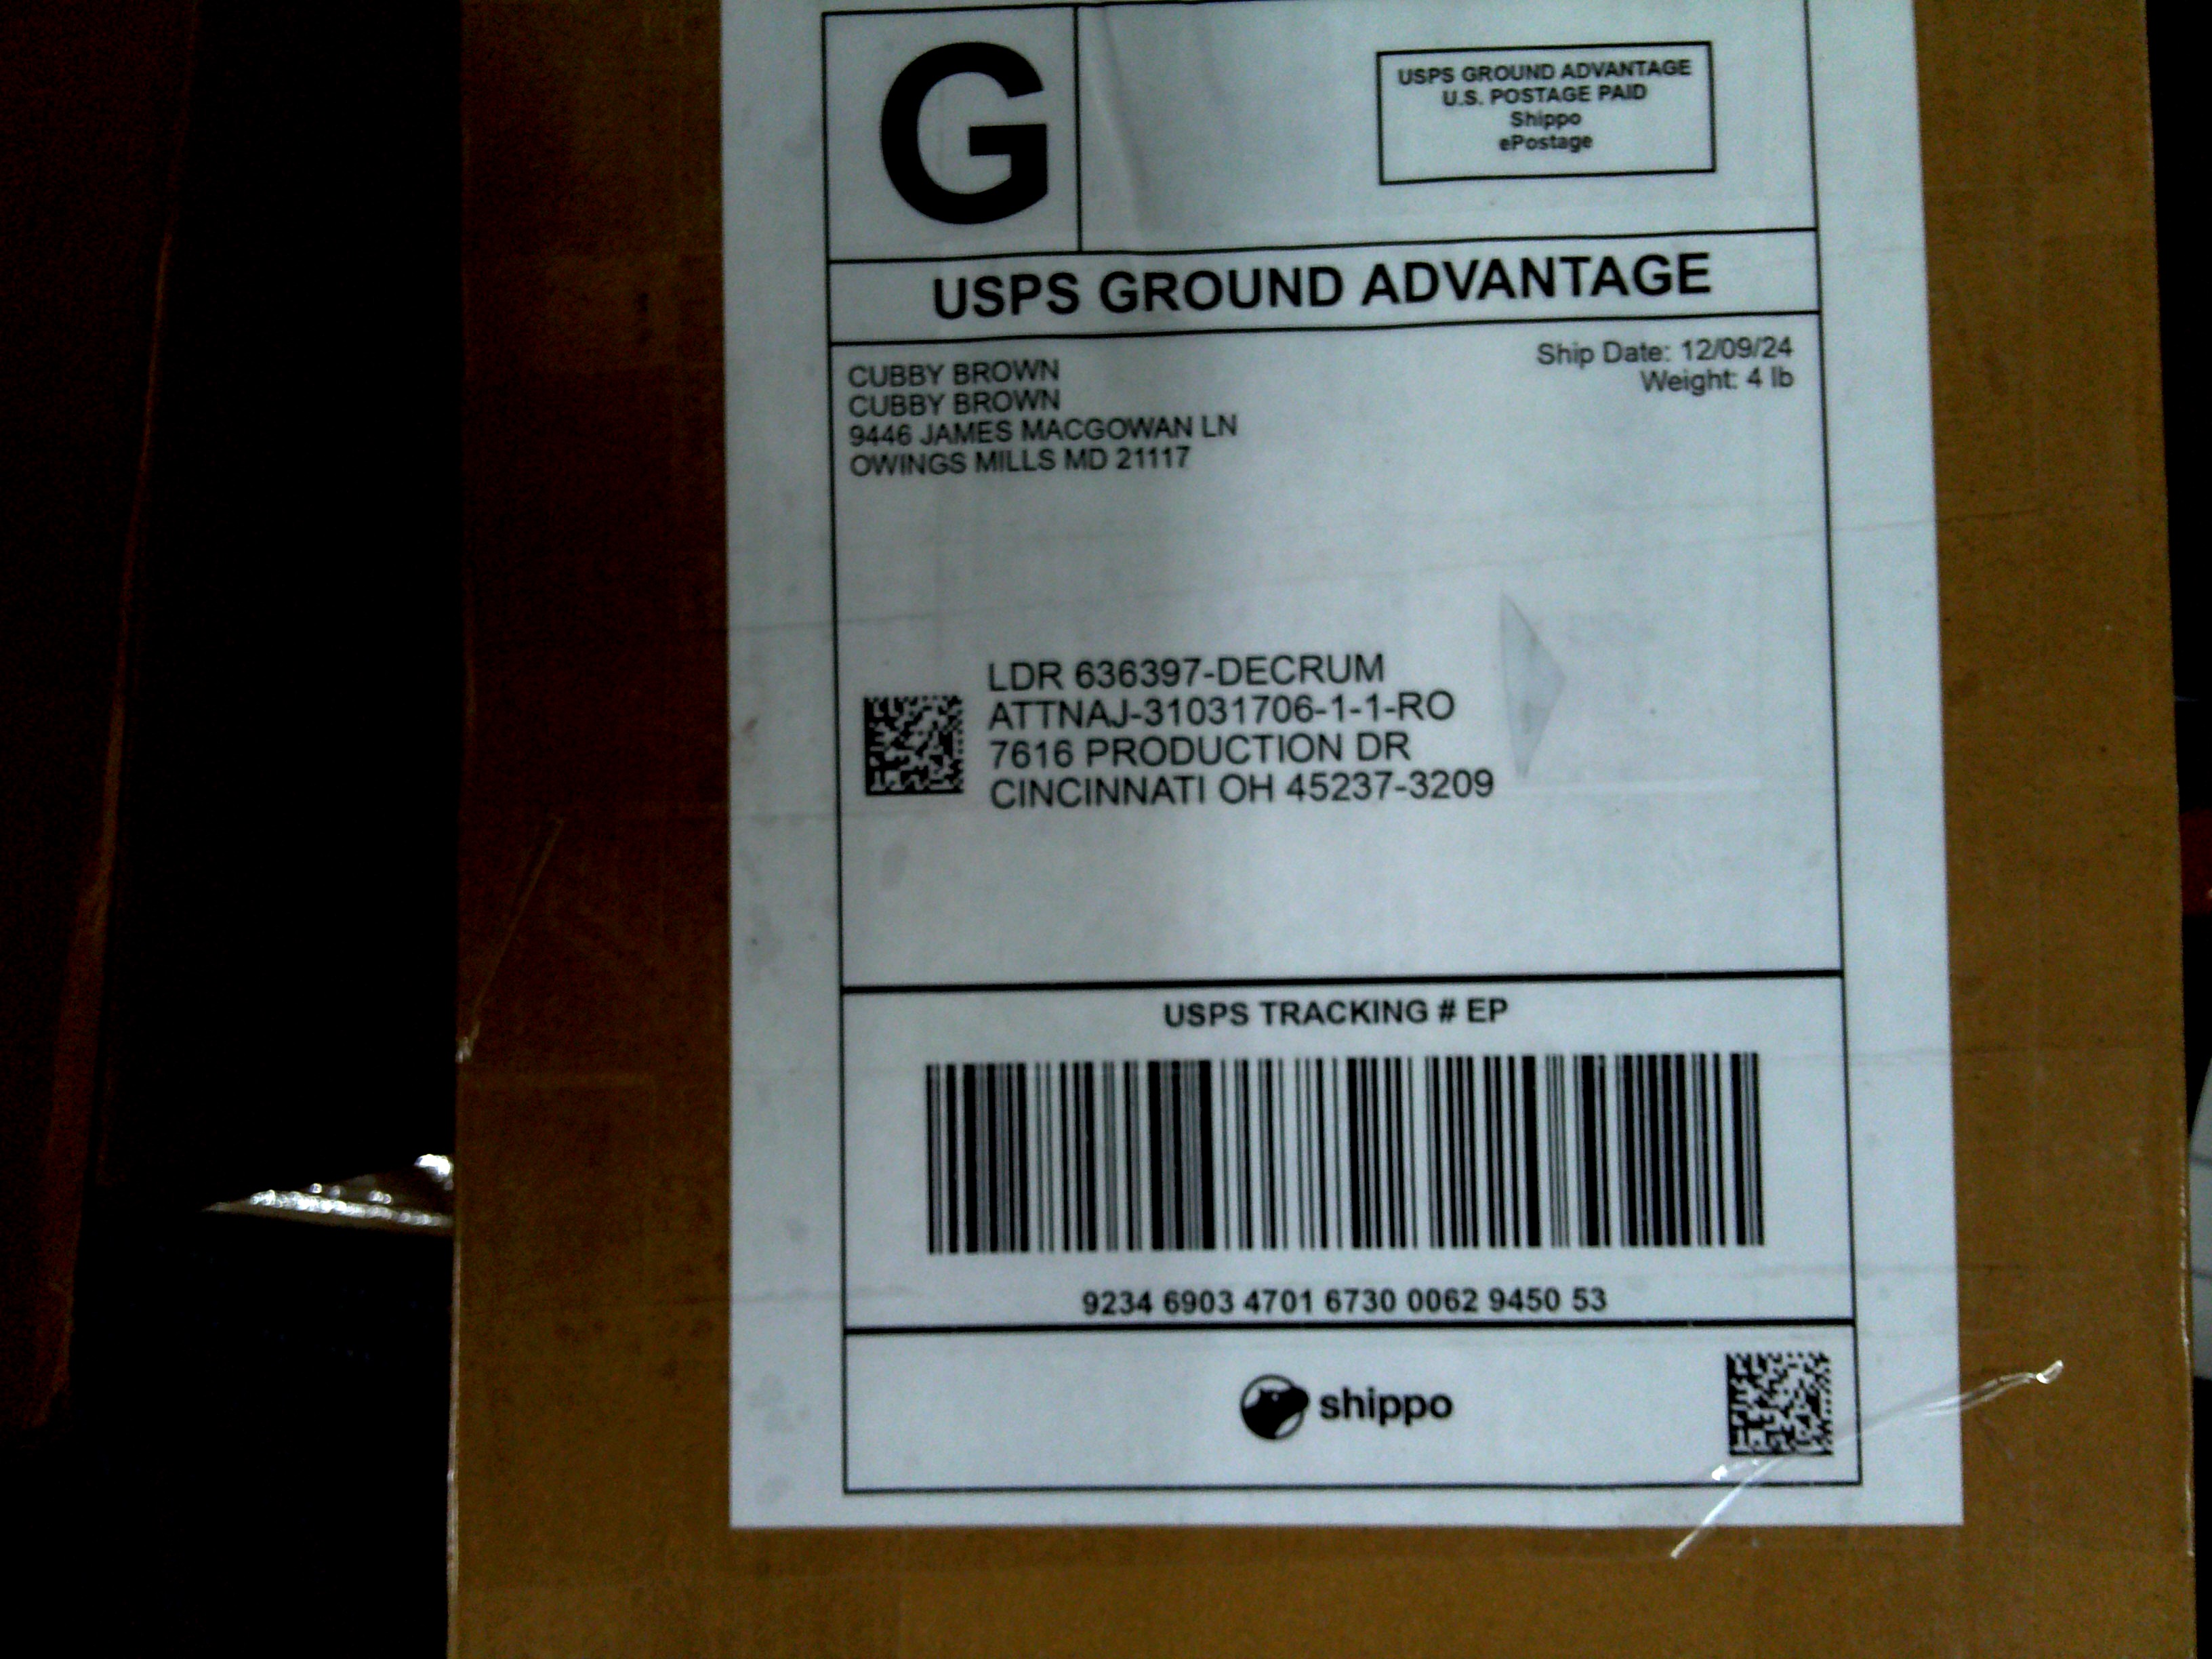 G
USPS GROUND ADVANTAGE
U.S. POSTAGE PAID
Shippo
ePostage
USPS GROUND ADVANTAGE
CUBBY BROWN
CUBBY BROWN
9446 JAMES MACGOWAN LN
OWINGS MILLS MD 21117
Ship Date: 12/09/24
Weight: 4 lb
LDR 636397-DECRUM
ATTNAJ-31031706-1-1-RO
7616 PRODUCTION DR
CINCINNATI OH 45237-3209
USPS TRACKING # EP
9234 6903 4701 6730 0062 9450 53
shippo